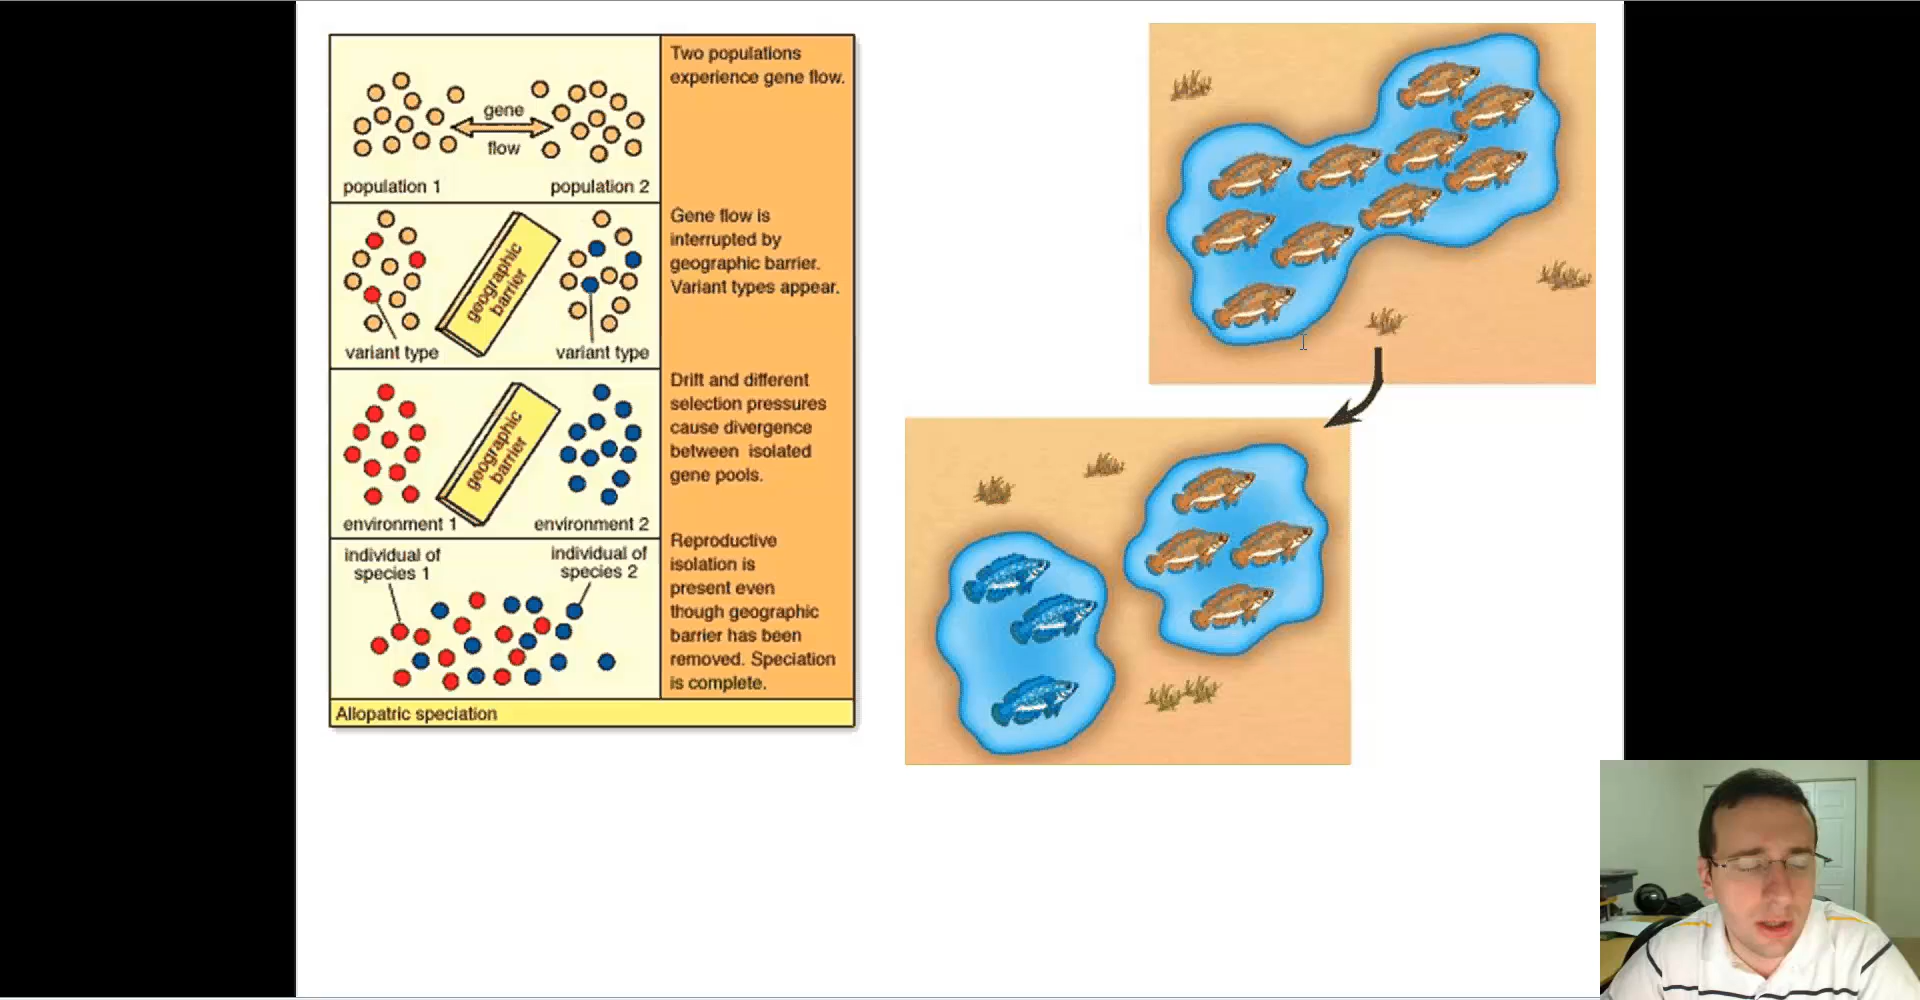 gene
flow
population 1
population 2
Two populations
experience gene flow.
geographic
barrier
variant type
variant type
Gene flow is
interrupted by
geographic barrier.
Variant types appear.
geographic
barrier
environment 1
environment 2
Drift and different
selection pressures
cause divergence
between isolated
gene pools.
individual of
species 1
individual of
species 2
Reproductive
isolation is
present even
though geographic
barrier has been
removed. Speciation
is complete.
Allopatric speciation